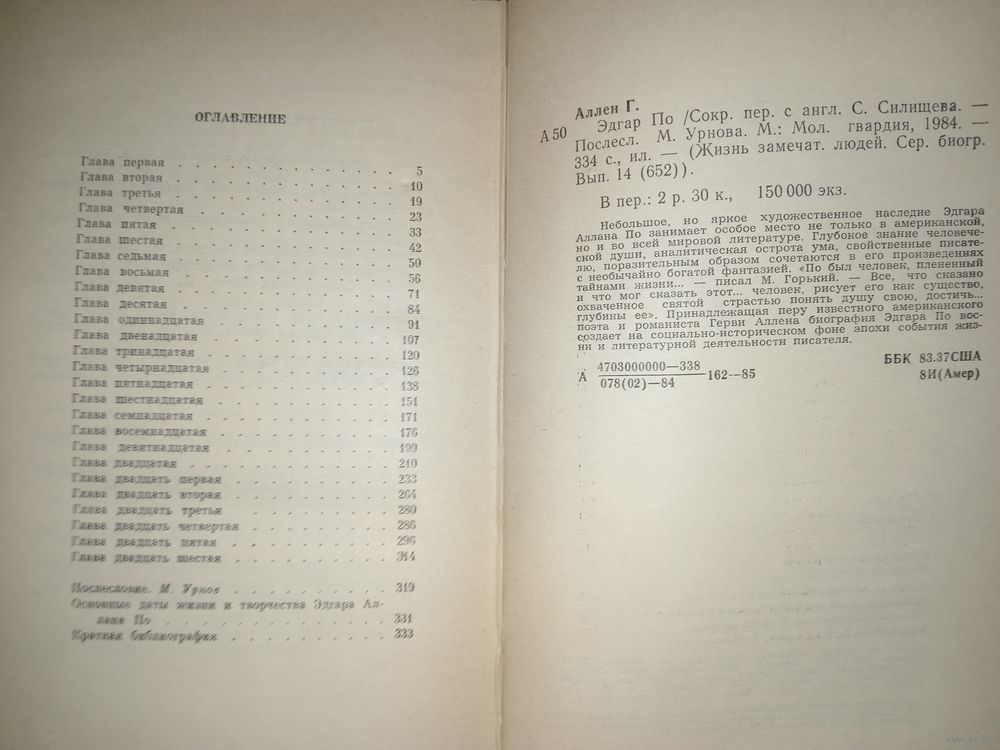 ОГЛАВЛЕНИЕ
Глава первая . . . . . . . . . . . . 5
Глава вторая . . . . . . . . . . . . 10
Глава третья . . . . . . . . . . . . 19
Глава четвертая . . . . . . . . . . . 23
Глава пятая . . . . . . . . . . . . 33
Глава шестая . . . . . . . . . . . . 42
Глава седьмая . . . . . . . . . . . . 50
Глава восьмая . . . . . . . . . . . . 56
Глава девятая . . . . . . . . . . . . 71
Глава десятая . . . . . . . . . . . . 84
Глава одиннадцатая . . . . . . . . . . 91
Глава двенадцатая . . . . . . . . . . 107
Глава тринадцатая . . . . . . . . . . 120
Глава четырнадцатая . . . . . . . . . 126
Глава пятнадцатая . . . . . . . . . . 138
Глава шестнадцатая . . . . . . . . . . 151
Глава семнадцатая . . . . . . . . . . 171
Глава восемнадцатая . . . . . . . . . 176
Глава девятнадцатая . . . . . . . . . 199
Глава двадцатая . . . . . . . . . . . 210
Глава двадцать первая . . . . . . . . 233
Глава двадцать вторая . . . . . . . . 264
Глава двадцать третья . . . . . . . . 280
Глава двадцать четвертая . . . . . . . 286
Глава двадцать пятая . . . . . . . . . 296
Глава двадцать шестая . . . . . . . . 314
Послесловие. М. Урнов . . . . . . . . 319
Основные даты жизни и творчества Эдгара Ал-
лана По . . . . . . . . . . . . 331
Краткая библиография . . . . . . . . 333
Аллен Г.
А 50 Эдгар По /Сокр. пер. с англ. С. Силищева. —
Послесл. М. Урнова. М.: Мол. гвардия, 1984. —
334 с., ил. — (Жизнь замечат. людей. Сер. биогр.
Вып. 14 (652)).
В пер.: 2 р. 30 к., 150 000 экз.
Небольшое, но яркое художественное наследие Эдгара
Аллана По занимает особое место не только в американской,
но и во всей мировой литературе. Глубокое знание человече-
ской души, аналитическая острота ума, свойственные писате-
лю, поразительным образом сочетаются в его произведениях
с необычайно богатой фантазией. «По был человек, плененный
тайнами жизни... — писал М. Горький. — Все, что сказано
и что мог сказать этот... человек, рисует его как существо,
охваченное святой страстью понять душу свою, достичь...
глубины ее». Принадлежащая перу известного американского
поэта и романиста Герви Аллена биография Эдгара По вос-
создает на социально-историческом фоне эпохи события жиз-
ни и литературной деятельности писателя.
А 4703000000—338
078(02)—84 162--85
ББК 83.37США
8И(Амер)